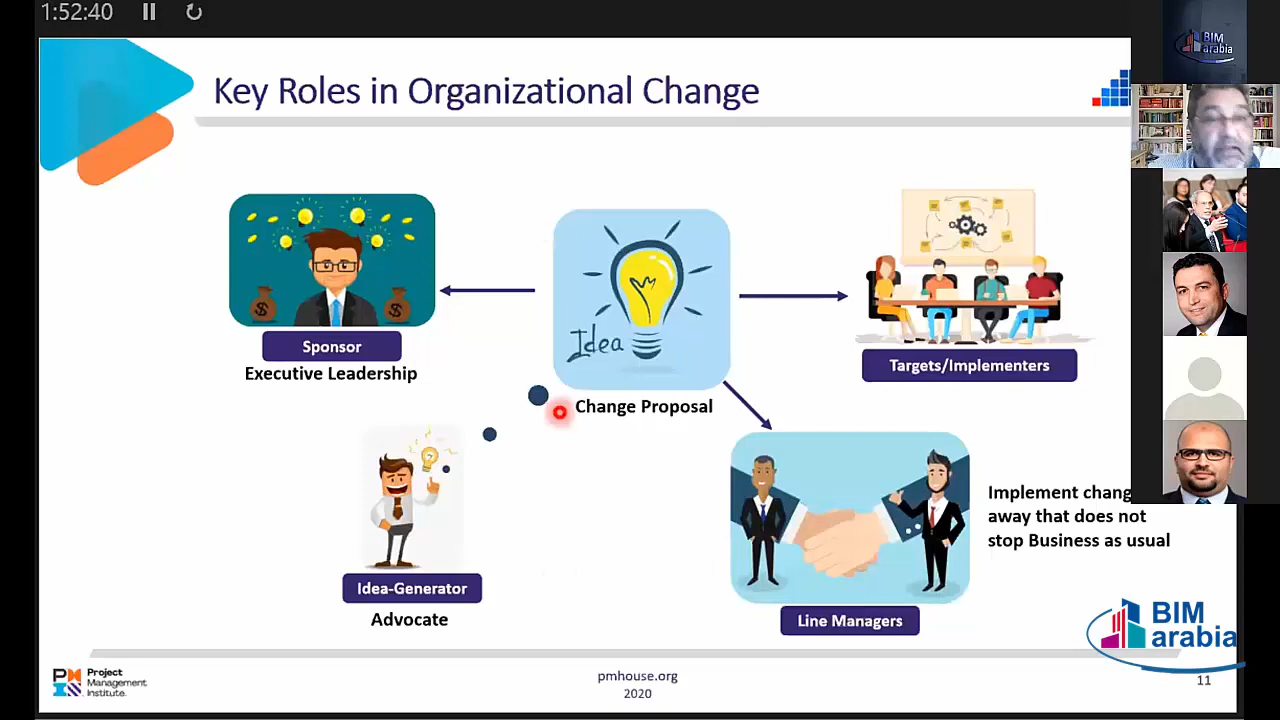 1:52:40
BIM
arabia
Key Roles in Organizational Change
Idea
Sponsor
Executive Leadership
Change Proposal
Targets/Implementers
Idea-Generator
Advocate
Line Managers
Implement chang
away that does not
stop Business as usual
BIM
arabia
Project
Management
Institute.
pmhouse.org
2020
11